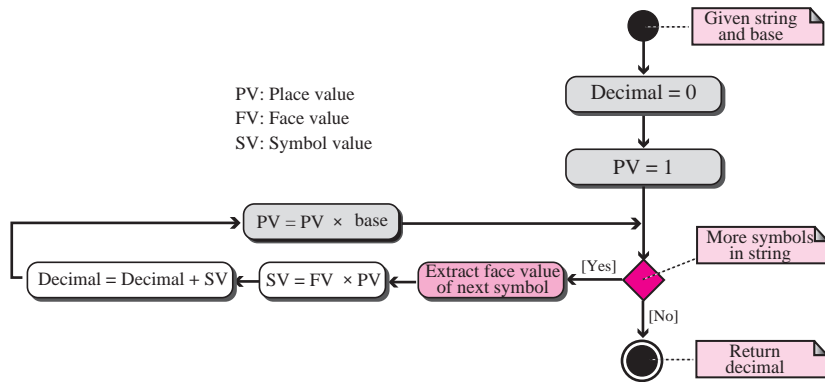 Given string
and base
Decimal = 0
PV: Place value
FV: Face value
SV: Symbol value
PV = 1
PV = PV × base
More symbols
in string
[Yes]
Extract face value
of next symbol
SV = FV × PV
Decimal = Decimal + SV
[No]
Return
decimal